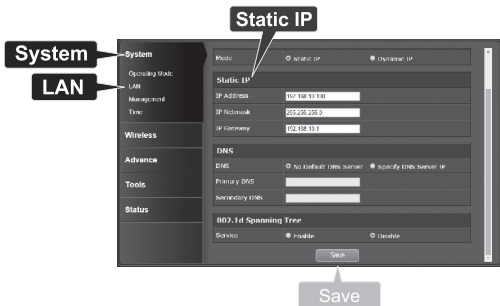 Static IP
System
System
Mode
Static IP
Dynamic IP
Operating Mode
LAN
LAN
Management
Time
Static IP
IP Address
192.168.10.100
IP Netmask
255.255.255.0
IP Gateway
192.168.10.1
Wireless
Advance
Tools
Status
DNS
DNS
No Default DNS Server
Specify DNS Server IP
Primary DNS
Secondary DNS
802.1d Spanning Tree
Service
Enable
Disable
Save
Save